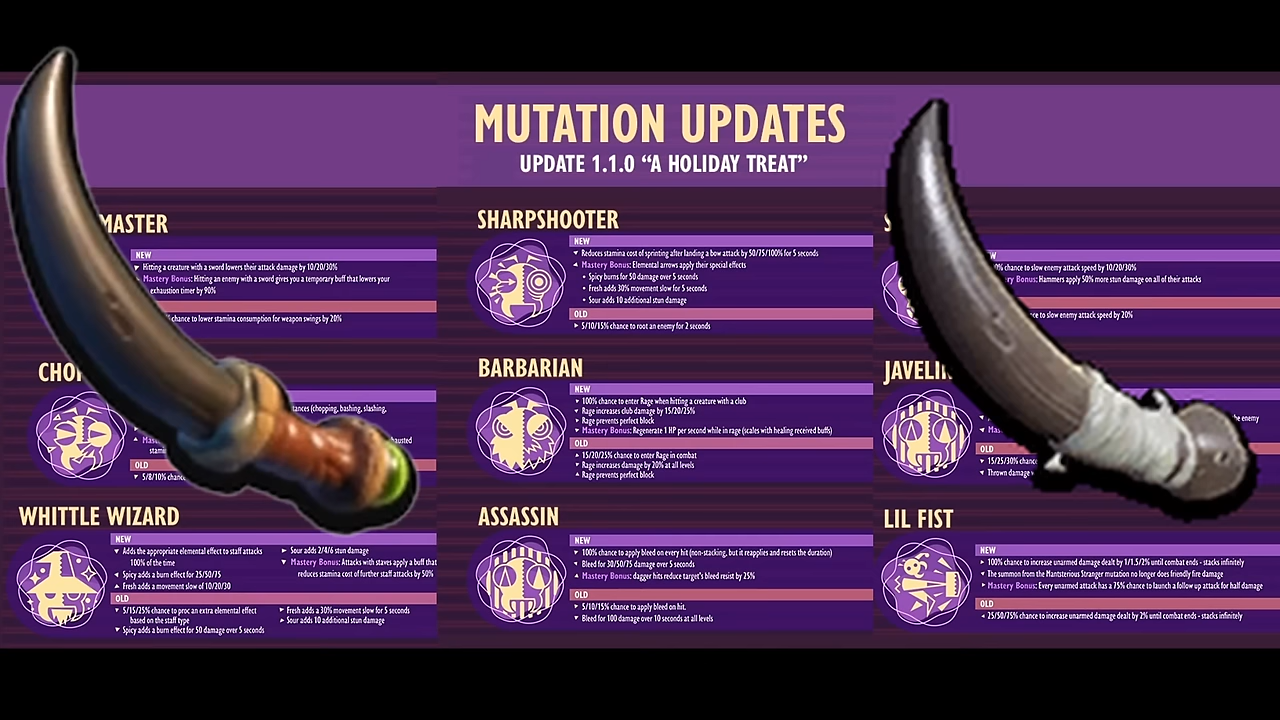 MUTATION UPDATES
UPDATE 1.1.0 “A HOLIDAY TREAT”
MASTER
NEW
Hitting a creature with a sword lowers their attack damage by 10/20/30%
Mastery Bonus: Hitting an enemy with a sword gives you a temporary buff that lowers your
exhaustion timer by 90%
chance to lower stamina consumption for weapon swings by 20%
SHARPSHOOTER
NEW
Reduces stamina cost of sprinting after landing a bow attack by 50/75/100% for 5 seconds
Mastery Bonus: Elemental arrows apply their special effects
Spicy burns for 50 damage over 5 seconds
Fresh adds 30% movement slow for 5 seconds
Sour adds 10 additional stun damage
OLD
5/10/15% chance to root an enemy for 2 seconds
chance to slow enemy attack speed by 10/20/30%
Bonus: Hammers apply 50% more stun damage on all of their attacks
ce to slow enemy attack speed by 20%
CHO
(chopping, bashing, slashing,
OLD
5/8/10% chanc
BARBARIAN
NEW
100% chance to enter Rage when hitting a creature with a club
Rage increases club damage by 15/20/25%
Rage prevents perfect block
Mastery Bonus: Regenerate 1 HP per second while in rage (scales with healing received buffs)
OLD
15/20/25% chance to enter Rage in combat
Rage increases damage by 20% at all levels
Rage prevents perfect block
JAVELIN
the enemy
OLD
15/25/30% chanc
Thrown damage
WHITTLE WIZARD
NEW
Adds the appropriate elemental effect to staff attacks
100% of the time
Spicy adds a burn effect for 25/50/75
Fresh adds a movement slow of 10/20/30
Sour adds 2/4/6 stun damage
Mastery Bonus: Attacks with staves apply a buff that
reduces stamina cost of further staff attacks by 50%
OLD
5/15/25% chance to proc an extra elemental effect
based on the staff type
Spicy adds a burn effect for 50 damage over 5 seconds
Fresh adds a 30% movement slow for 5 seconds
Sour adds 10 additional stun damage
ASSASSIN
NEW
100% chance to apply bleed on every hit (non-stacking, but it reapplies and resets the duration)
Bleed for 30/50/75 damage over 5 seconds
Mastery Bonus: dagger hits reduce target's bleed resist by 25%
OLD
5/10/15% chance to apply bleed on hit.
Bleed for 100 damage over 10 seconds at all levels
LIL FIST
NEW
100% chance to increase unarmed damage dealt by 1/1.5/2% until combat ends - stacks infinitely
The summon from the Mantsterious Stranger mutation no longer does friendly fire damage
Mastery Bonus: Every unarmed attack has a 75% chance to launch a follow up attack for half damage
OLD
25/50/75% chance to increase unarmed damage dealt by 2% until combat ends - stacks infinitely